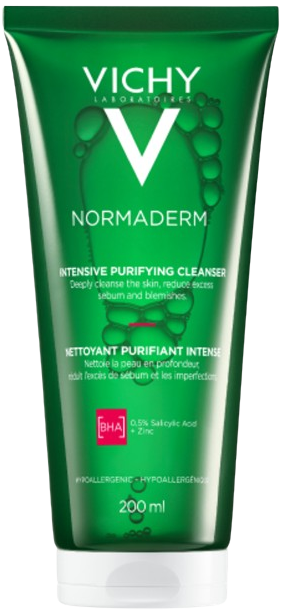 VICHY
LABORATOIRES
NORMADERM
INTENSIVE PURIFYING CLEANSER
Deeply cleanse the skin, reduce excess
sebum and blemishes.
NETTOYANT PURIFIANT INTENSE
Nettoie la peau en profondeur,
réduit l'excès de sébum et les imperfections
[BHA]
0,5% Salicylic Acid
+ Zinc
HYPOALLERGENIC - HYPOALLERGÉNIQUE
200 ml